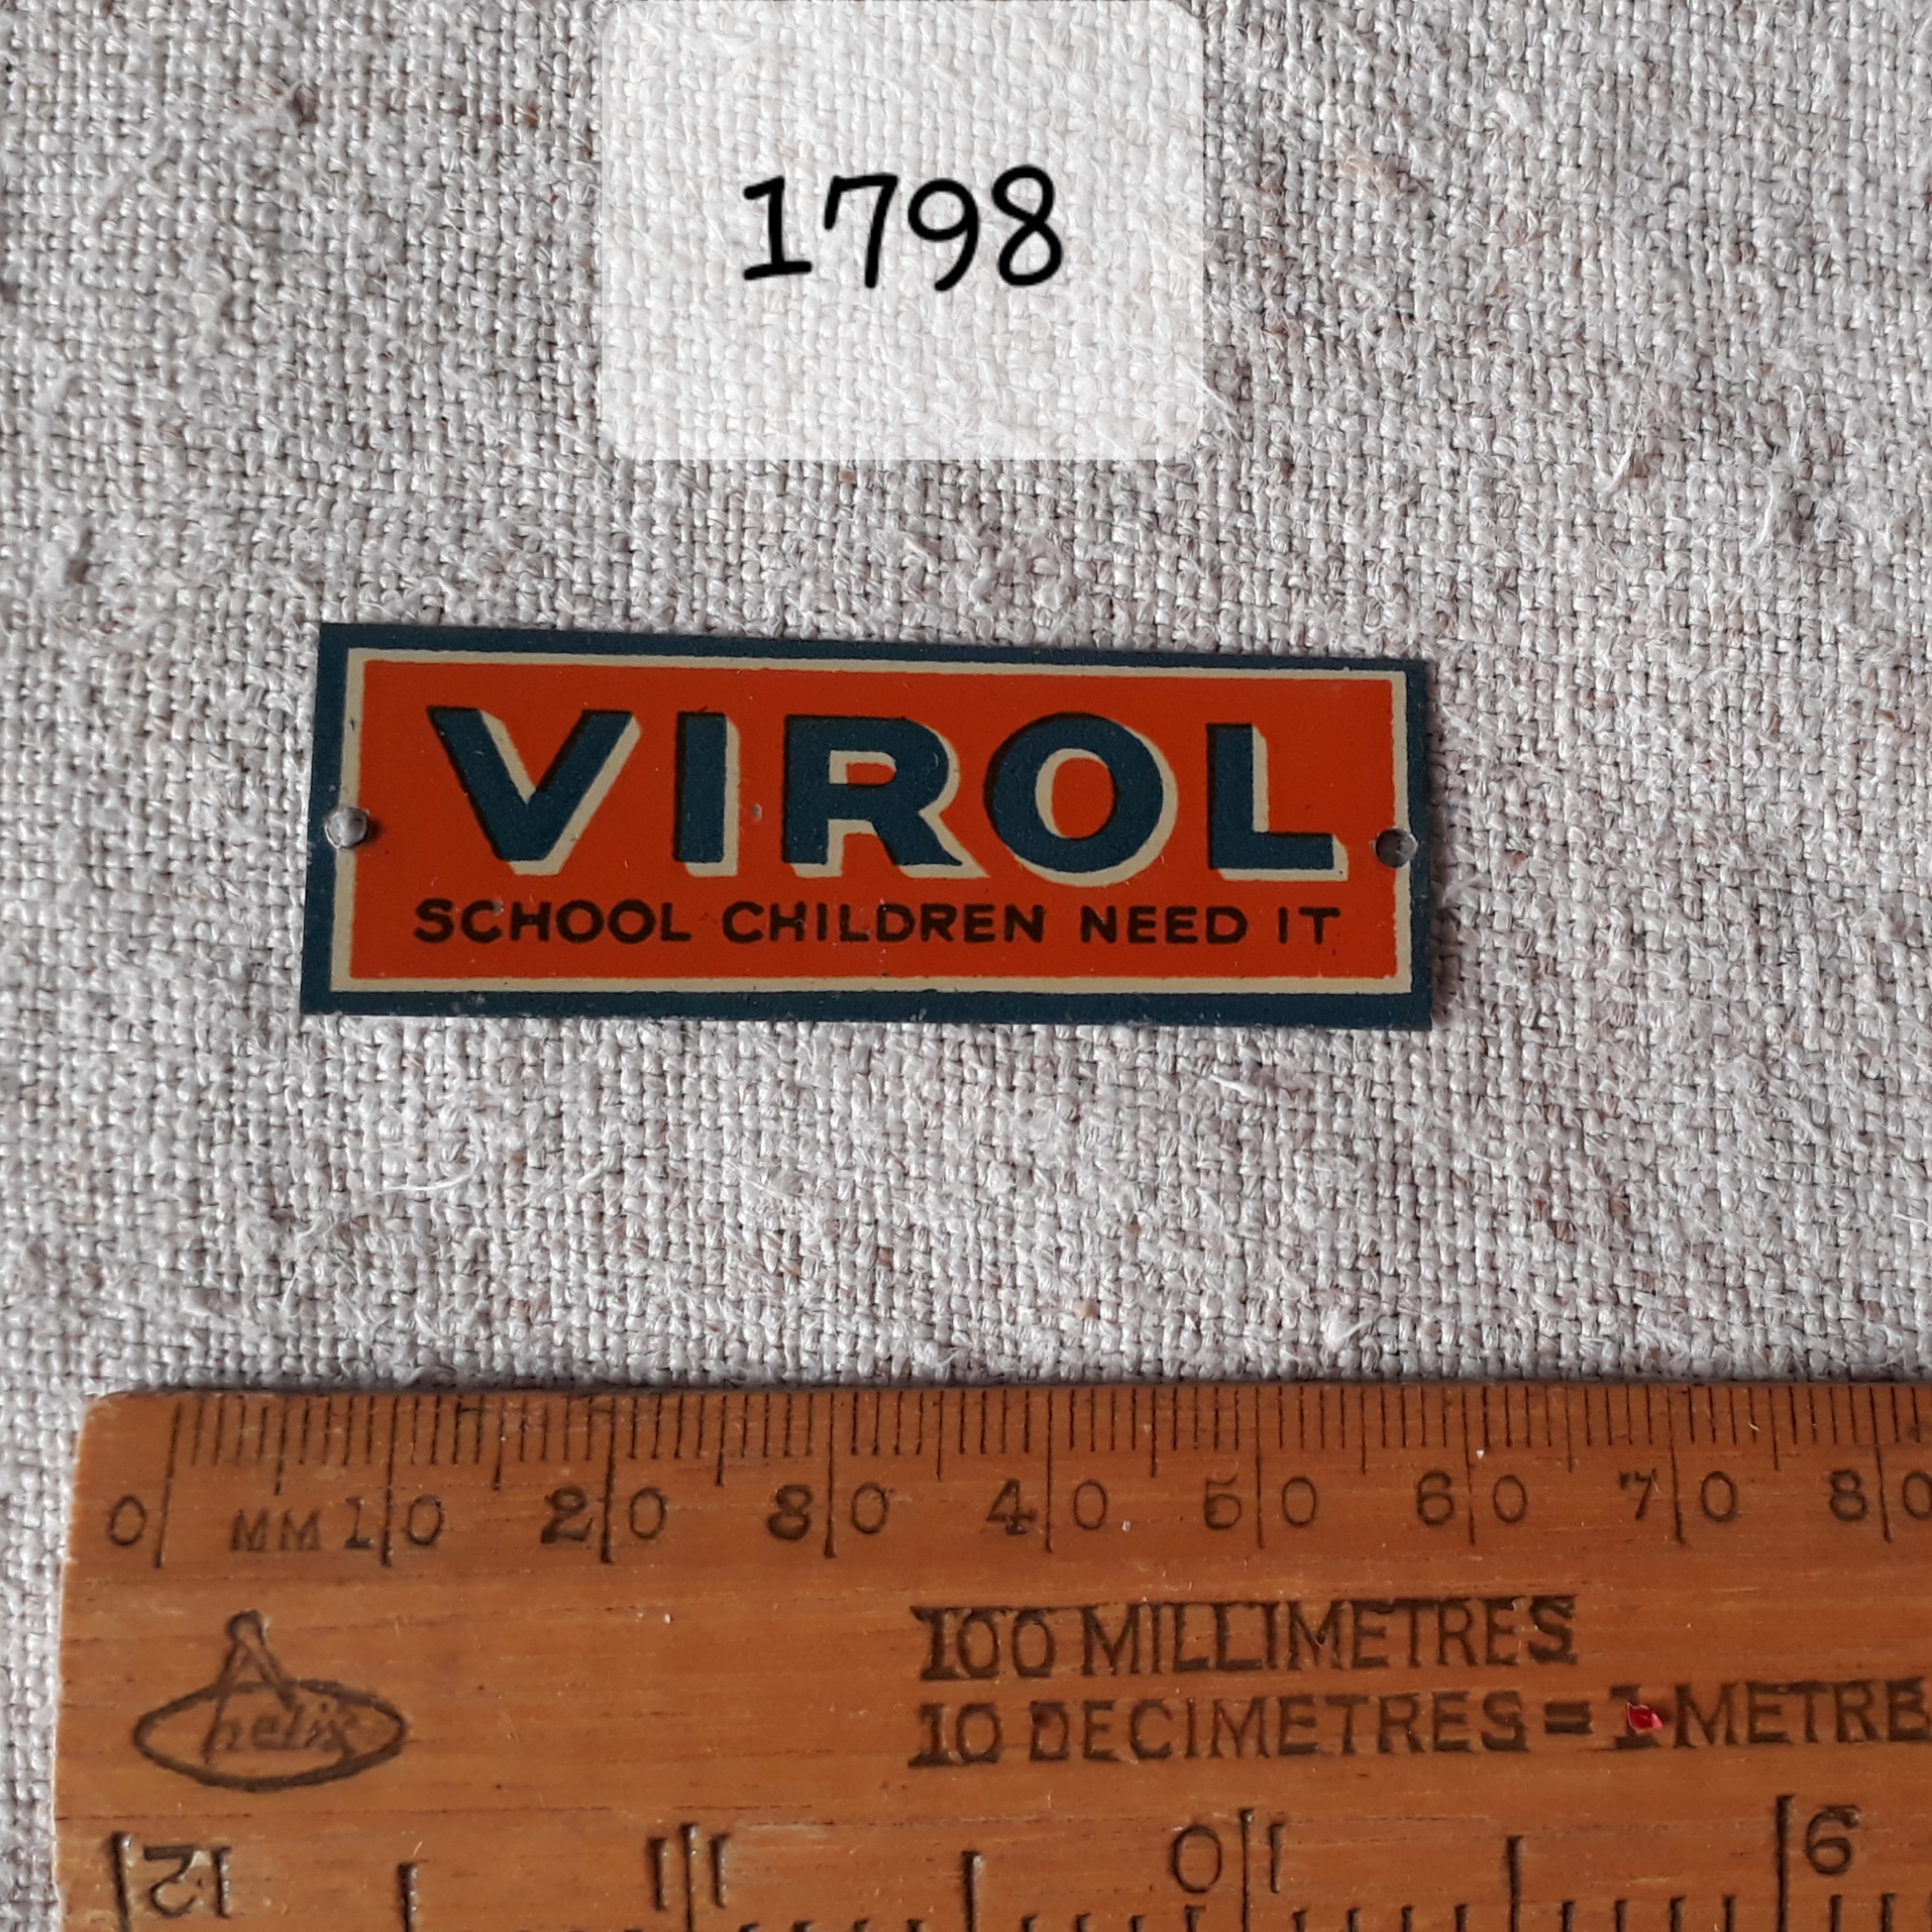 1798
VIROL
SCHOOL CHILDREN NEED IT
0 MM 10 20 30 40 50 60 70 80
100 MILLIMETRES
helix
10 DECIMETRES = 1 METRE
12 11 10 9